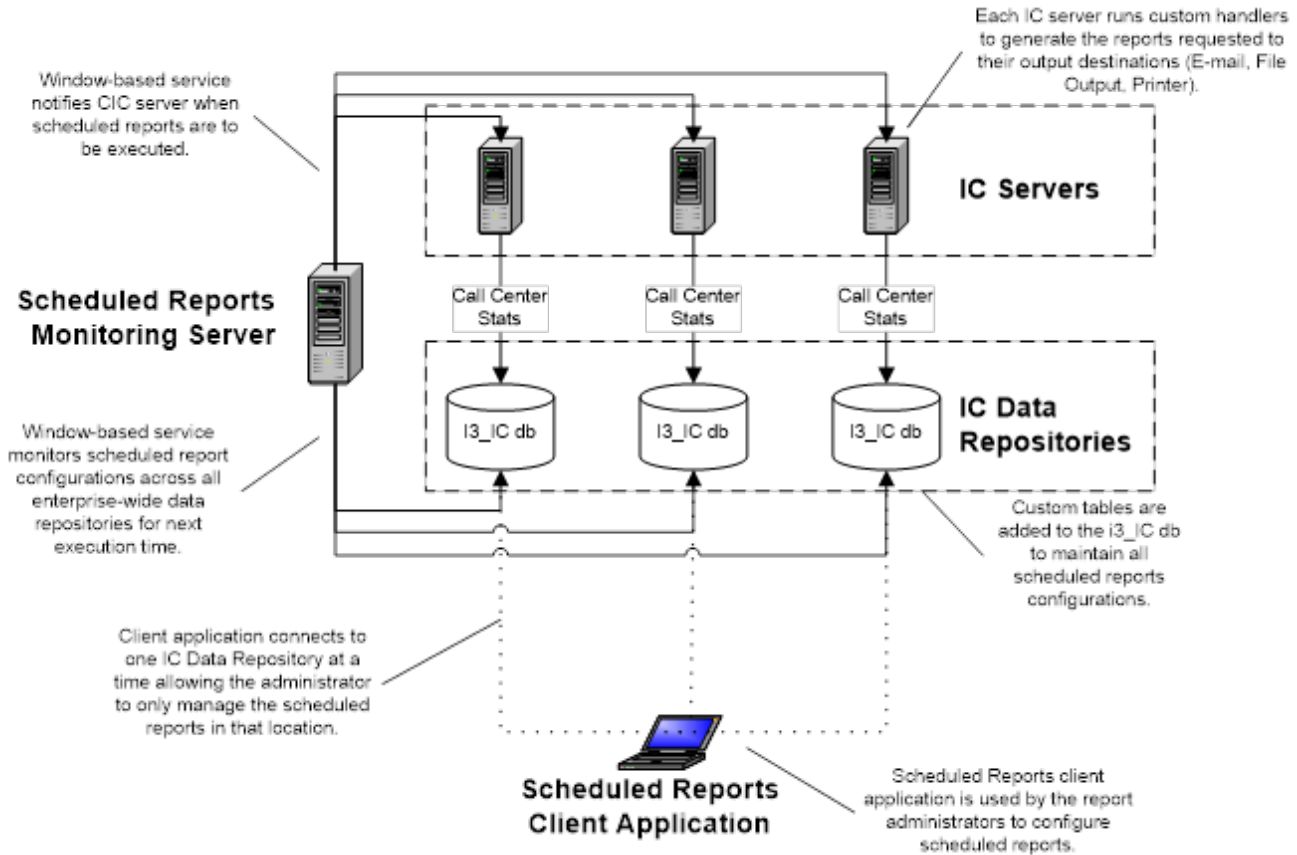 Each IC server runs custom handlers
to generate the reports requested to
their output destinations (E-mail, File
Output, Printer).
Window-based service
notifies CIC server when
scheduled reports are to
be executed.
IC Servers
Scheduled Reports
Monitoring Server
Call Center
Stats
Call Center
Stats
Call Center
Stats
I3_IC db
I3_IC db
I3_IC db
IC Data
Repositories
Window-based service
monitors scheduled report
configurations across all
enterprise-wide data
repositories for next
execution time.
Custom tables are
added to the i3_IC db
to maintain all
scheduled reports
configurations.
Client application connects to
one IC Data Repository at a
time allowing the administrator
to only manage the scheduled
reports in that location.
Scheduled Reports
Client Application
Scheduled Reports client
application is used by the report
administrators to configure
scheduled reports.